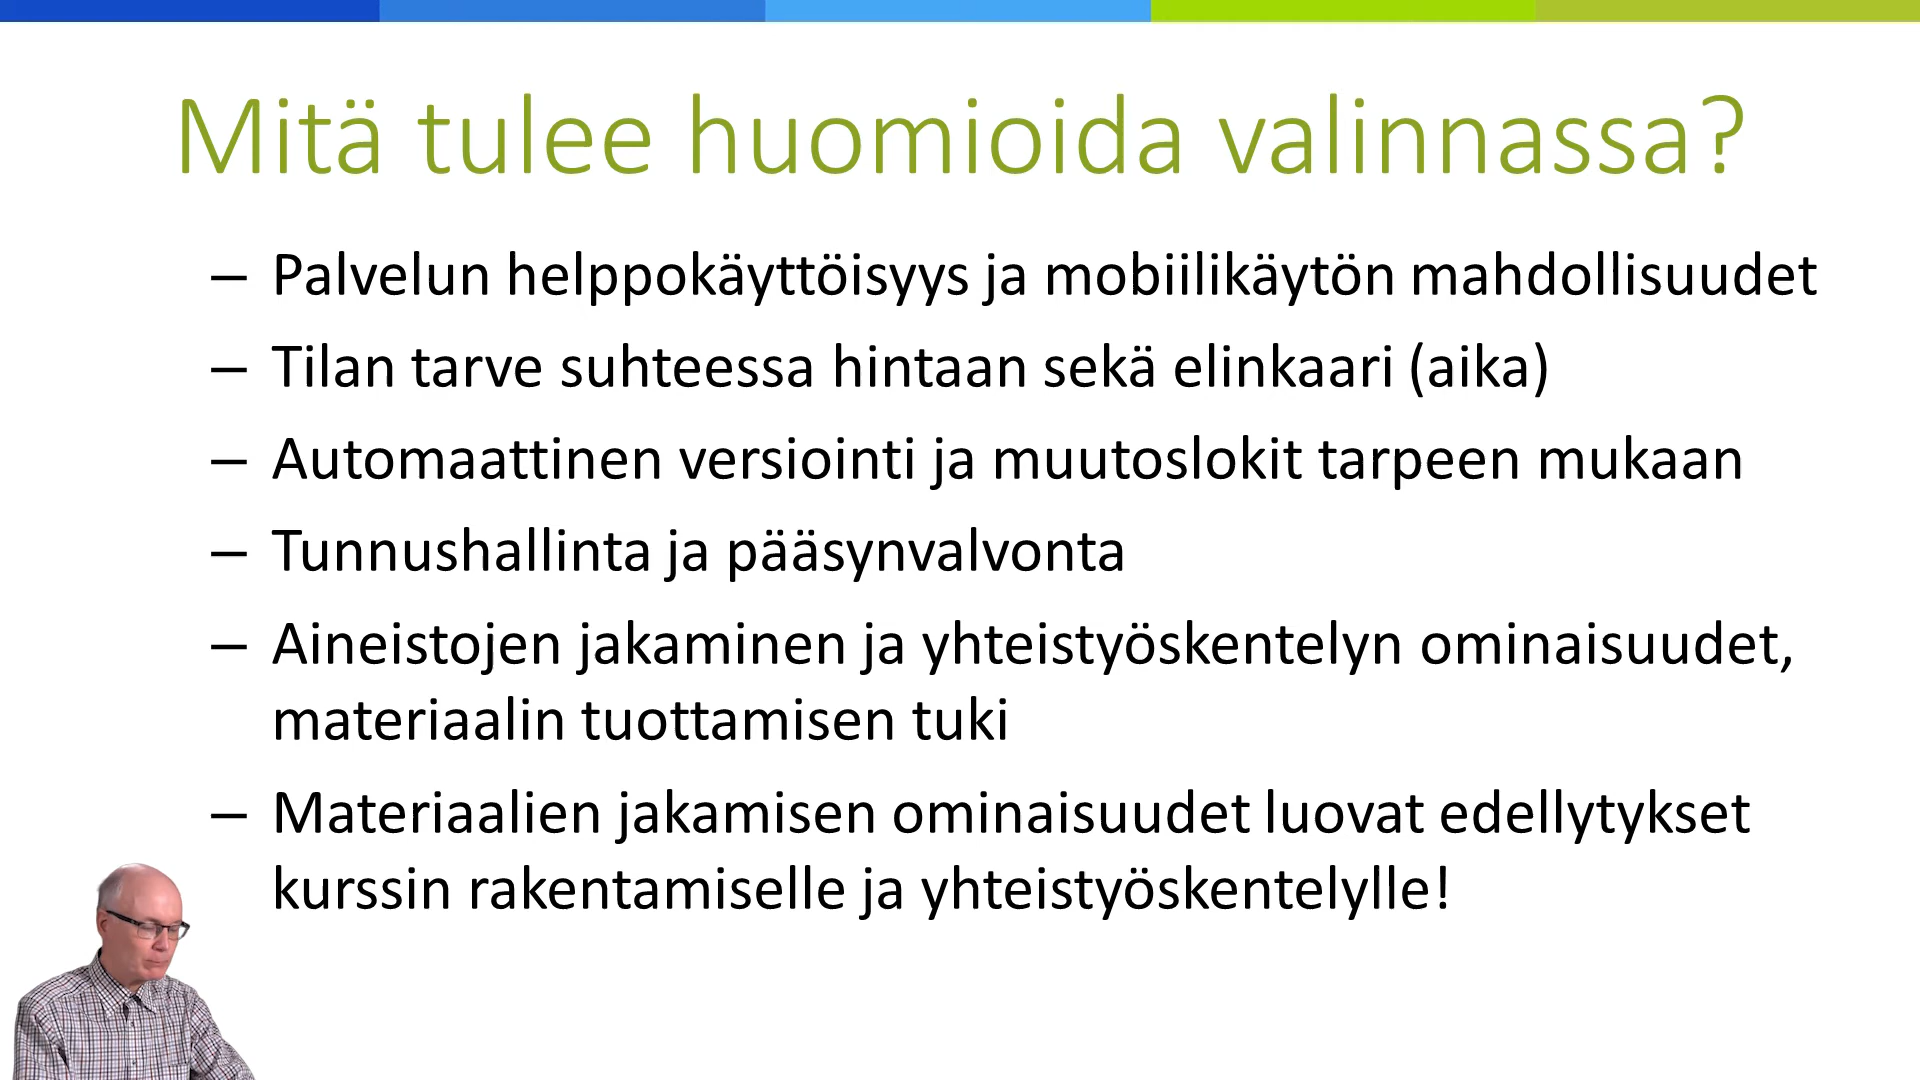 Mitä tulee huomioida valinnassa?
– Palvelun helppokäyttöisyys ja mobiilikäytön mahdollisuudet
– Tilan tarve suhteessa hintaan sekä elinkaari (aika)
– Automaattinen versiointi ja muutoslokit tarpeen mukaan
– Tunnushallinta ja pääsynvalvonta
– Aineistojen jakaminen ja yhteistyöskentelyn ominaisuudet,
materiaalin tuottamisen tuki
– Materiaalien jakamisen ominaisuudet luovat edellytykset
kurssin rakentamiselle ja yhteistyöskentelylle!